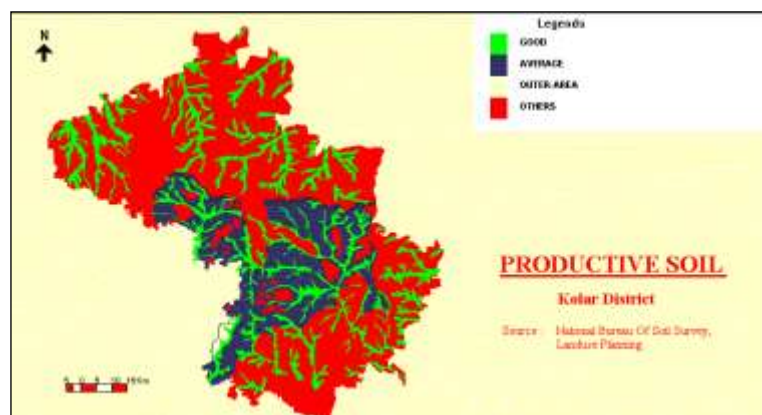 Legends
N
GOOD
AVERAGE
OUTER-AREA
OTHERS
PRODUCTIVE SOIL
Kolar District
Source : National Bureau Of Soil Survey,
Landuse Planning